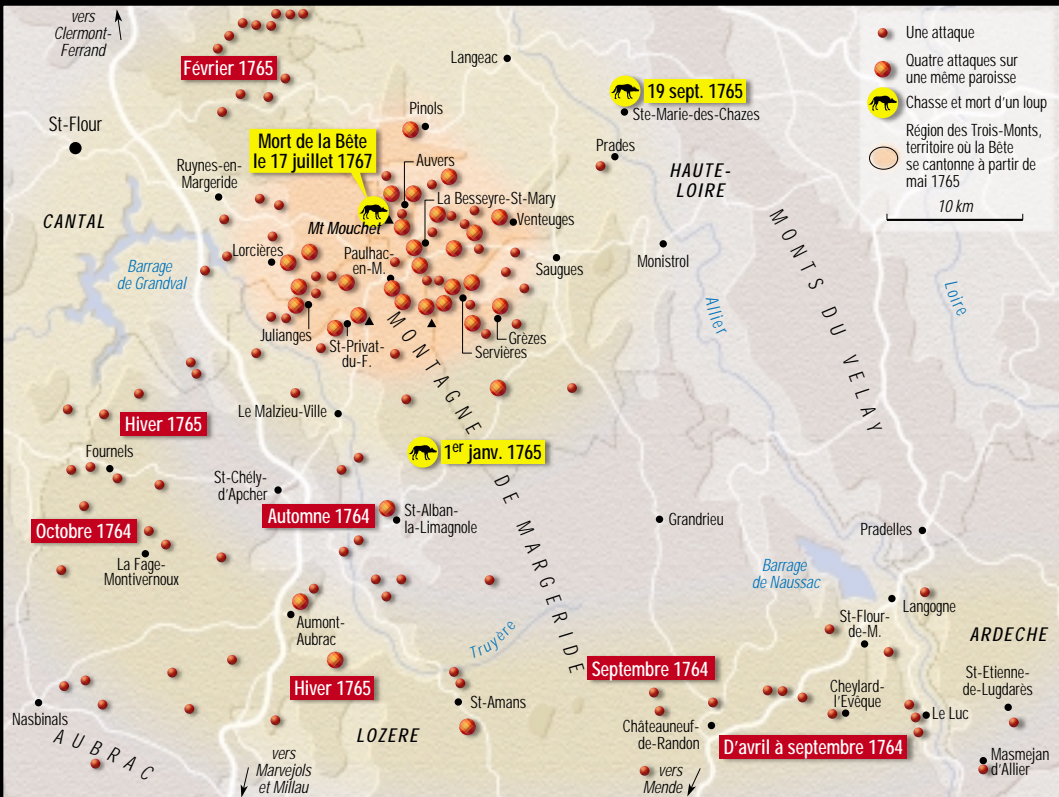 vers
Clermont-
Ferrand
Février 1765
Langeac
19 sept. 1765
Ste-Marie-des-Chazes
Une attaque
Quatre attaques sur
une même paroisse
Chasse et mort d'un loup
Région des Trois-Monts,
territoire où la Bête
se cantonne à partir de
mai 1765
10 km
St-Flour
Pinols
Mort de la Bête
le 17 juillet 1767
Prades
Ruynes-en-
Margeride
Auvers
La Besseyre-St-Mary
HAUTE-
LOIRE
CANTAL
Mt Mouchet
Venteuges
Lorcières
Paulhac-
en-M.
Saugues
Monistrol
Barrage
de Grandval
Allier
Loire
MONTS DU VELAY
Julianges
St-Privat-
du-F.
Servières
Grèzes
MONTAGNE DE MARGERIDE
Le Malzieu-Ville
Hiver 1765
Fournels
1er janv. 1765
St-Chély-
d'Apcher
Automne 1764
St-Alban-
la-Limagnole
Octobre 1764
La Fage-
Montivernoux
Grandrieu
Pradelles
Barrage
de Naussac
Langogne
Aumont-
Aubrac
Truyère
St-Flour-
de-M.
ARDECHE
Hiver 1765
Septembre 1764
St-Etienne-
de-Lugdarès
Nasbinals
St-Amans
Cheylard-
l'Evêque
Le Luc
Châteauneuf-
de-Randon
LOZERE
D'avril à septembre 1764
AUBRAC
vers
Marvejols
et Millau
vers
Mende
Masmejan
d'Allier